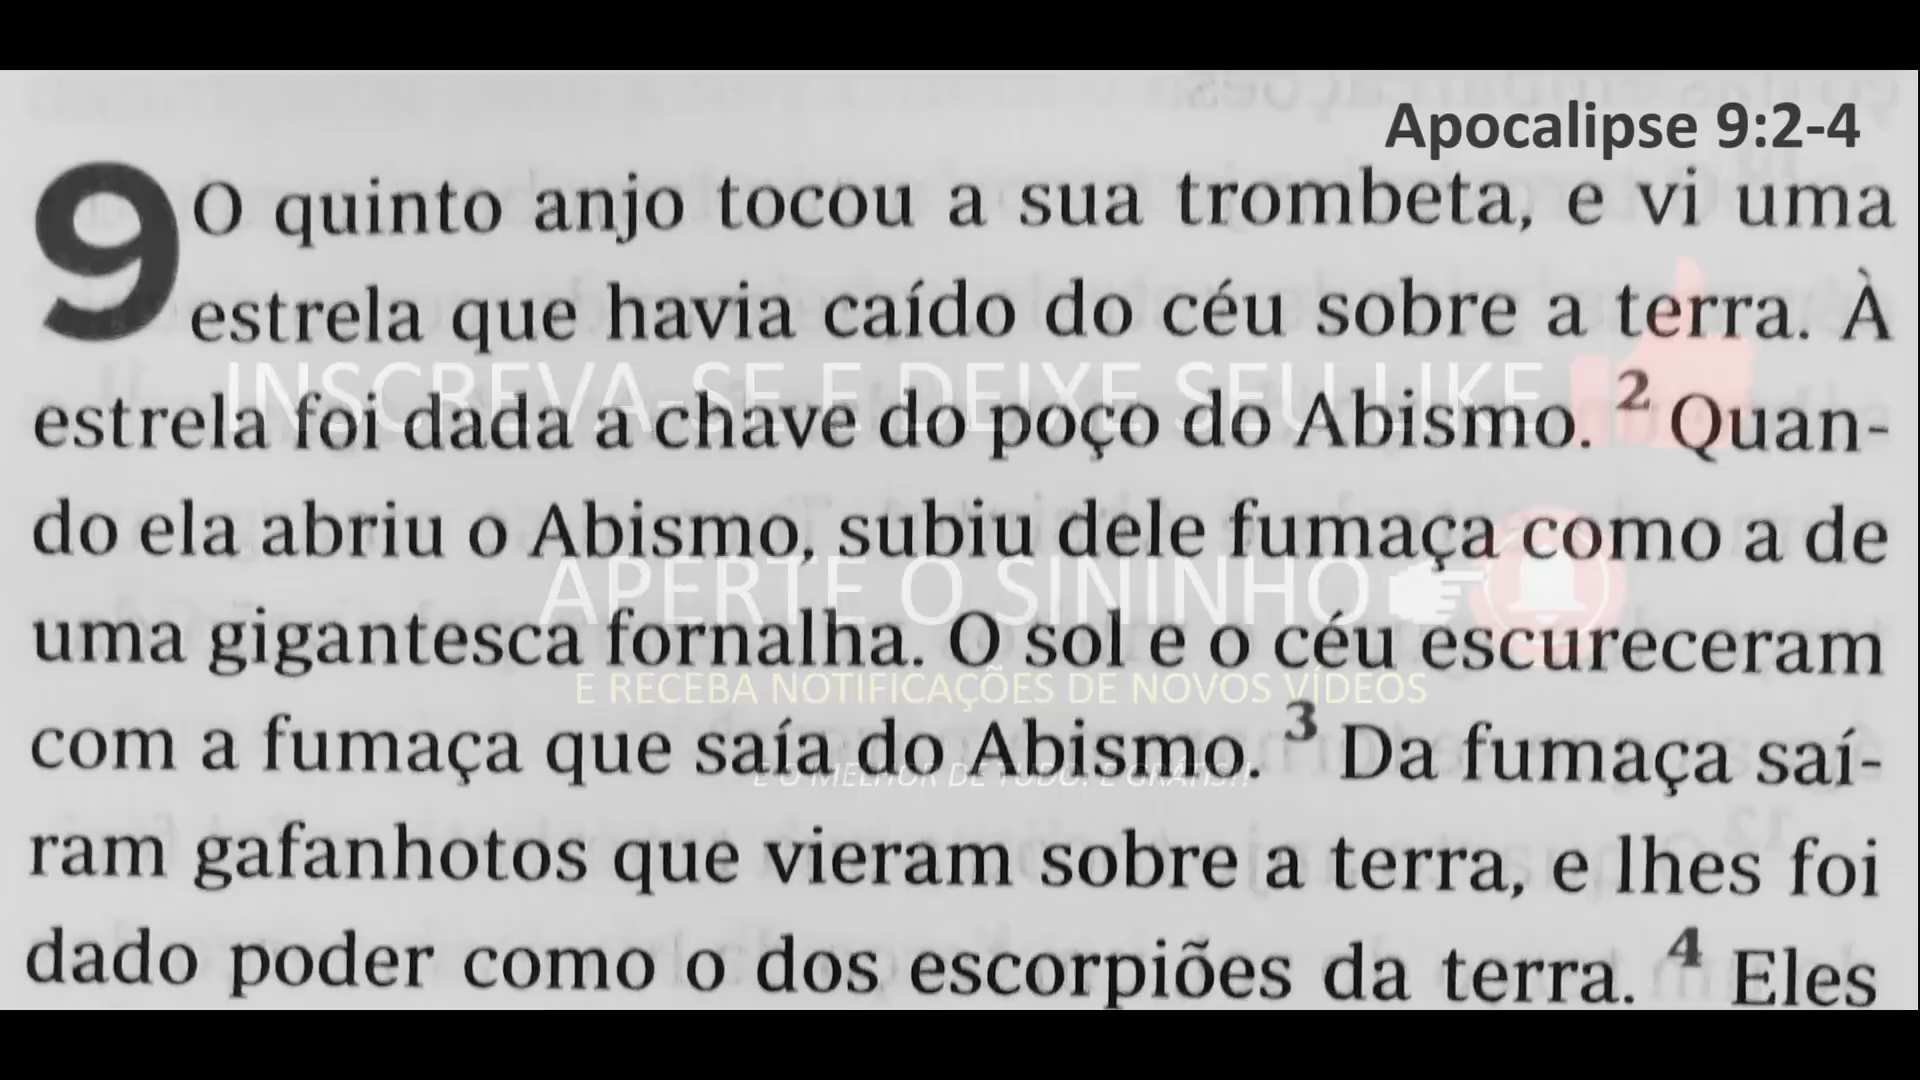 Apocalipse 9:2-4
9 O quinto anjo tocou a sua trombeta, e vi uma
estrela que havia caído do céu sobre a terra. À
INSCREVA-SE E DEIXE SEU LIKE
estrela foi dada a chave do poço do Abismo. 2 Quan-
do ela abriu o Abismo, subiu dele fumaça como a de
APERTE O SININHO
uma gigantesca fornalha. O sol e o céu escureceram
E RECEBA NOTIFICAÇÕES DE NOVOS VÍDEOS
com a fumaça que saía do Abismo. 3 Da fumaça saí-
E O MELHOR DE TUDO: É GRÁTIS!!
ram gafanhotos que vieram sobre a terra, e lhes foi
dado poder como o dos escorpiões da terra. 4 Eles